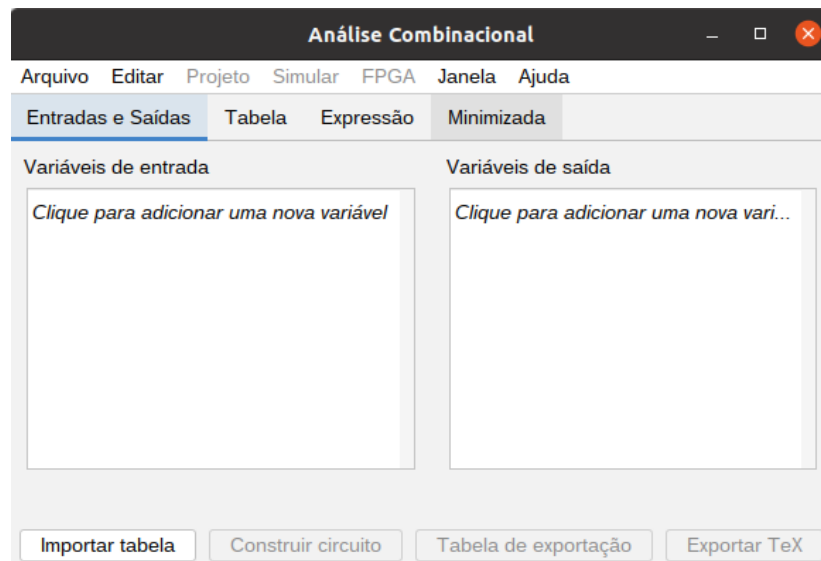 Análise Combinacional
Arquivo Editar Projeto Simular FPGA Janela Ajuda
Entradas e Saídas Tabela Expressão Minimizada
Variáveis de entrada
Variáveis de saída
Clique para adicionar uma nova variável
Clique para adicionar uma nova vari...
Importar tabela Construir circuito Tabela de exportação Exportar TeX